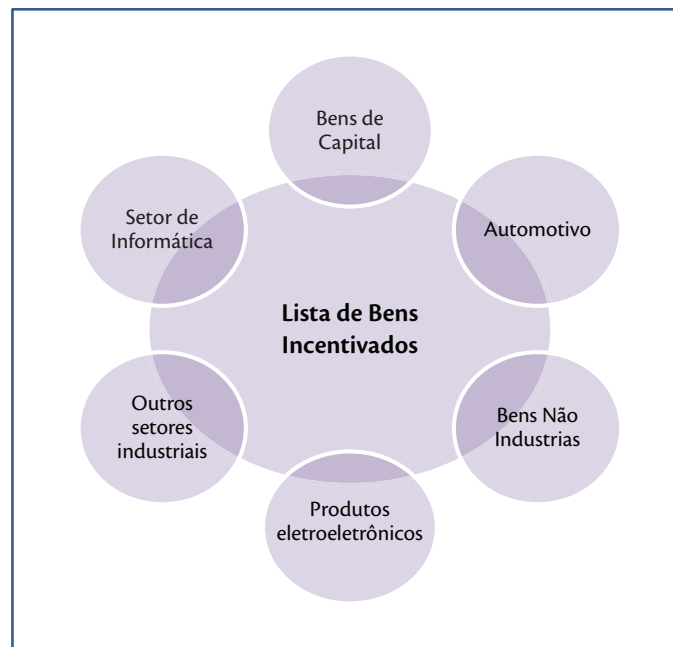 Bens de
Capital
Setor de
Informática
Automotivo
Lista de Bens
Incentivados
Outros
setores
industriais
Bens Não
Industrias
Produtos
eletroeletrônicos